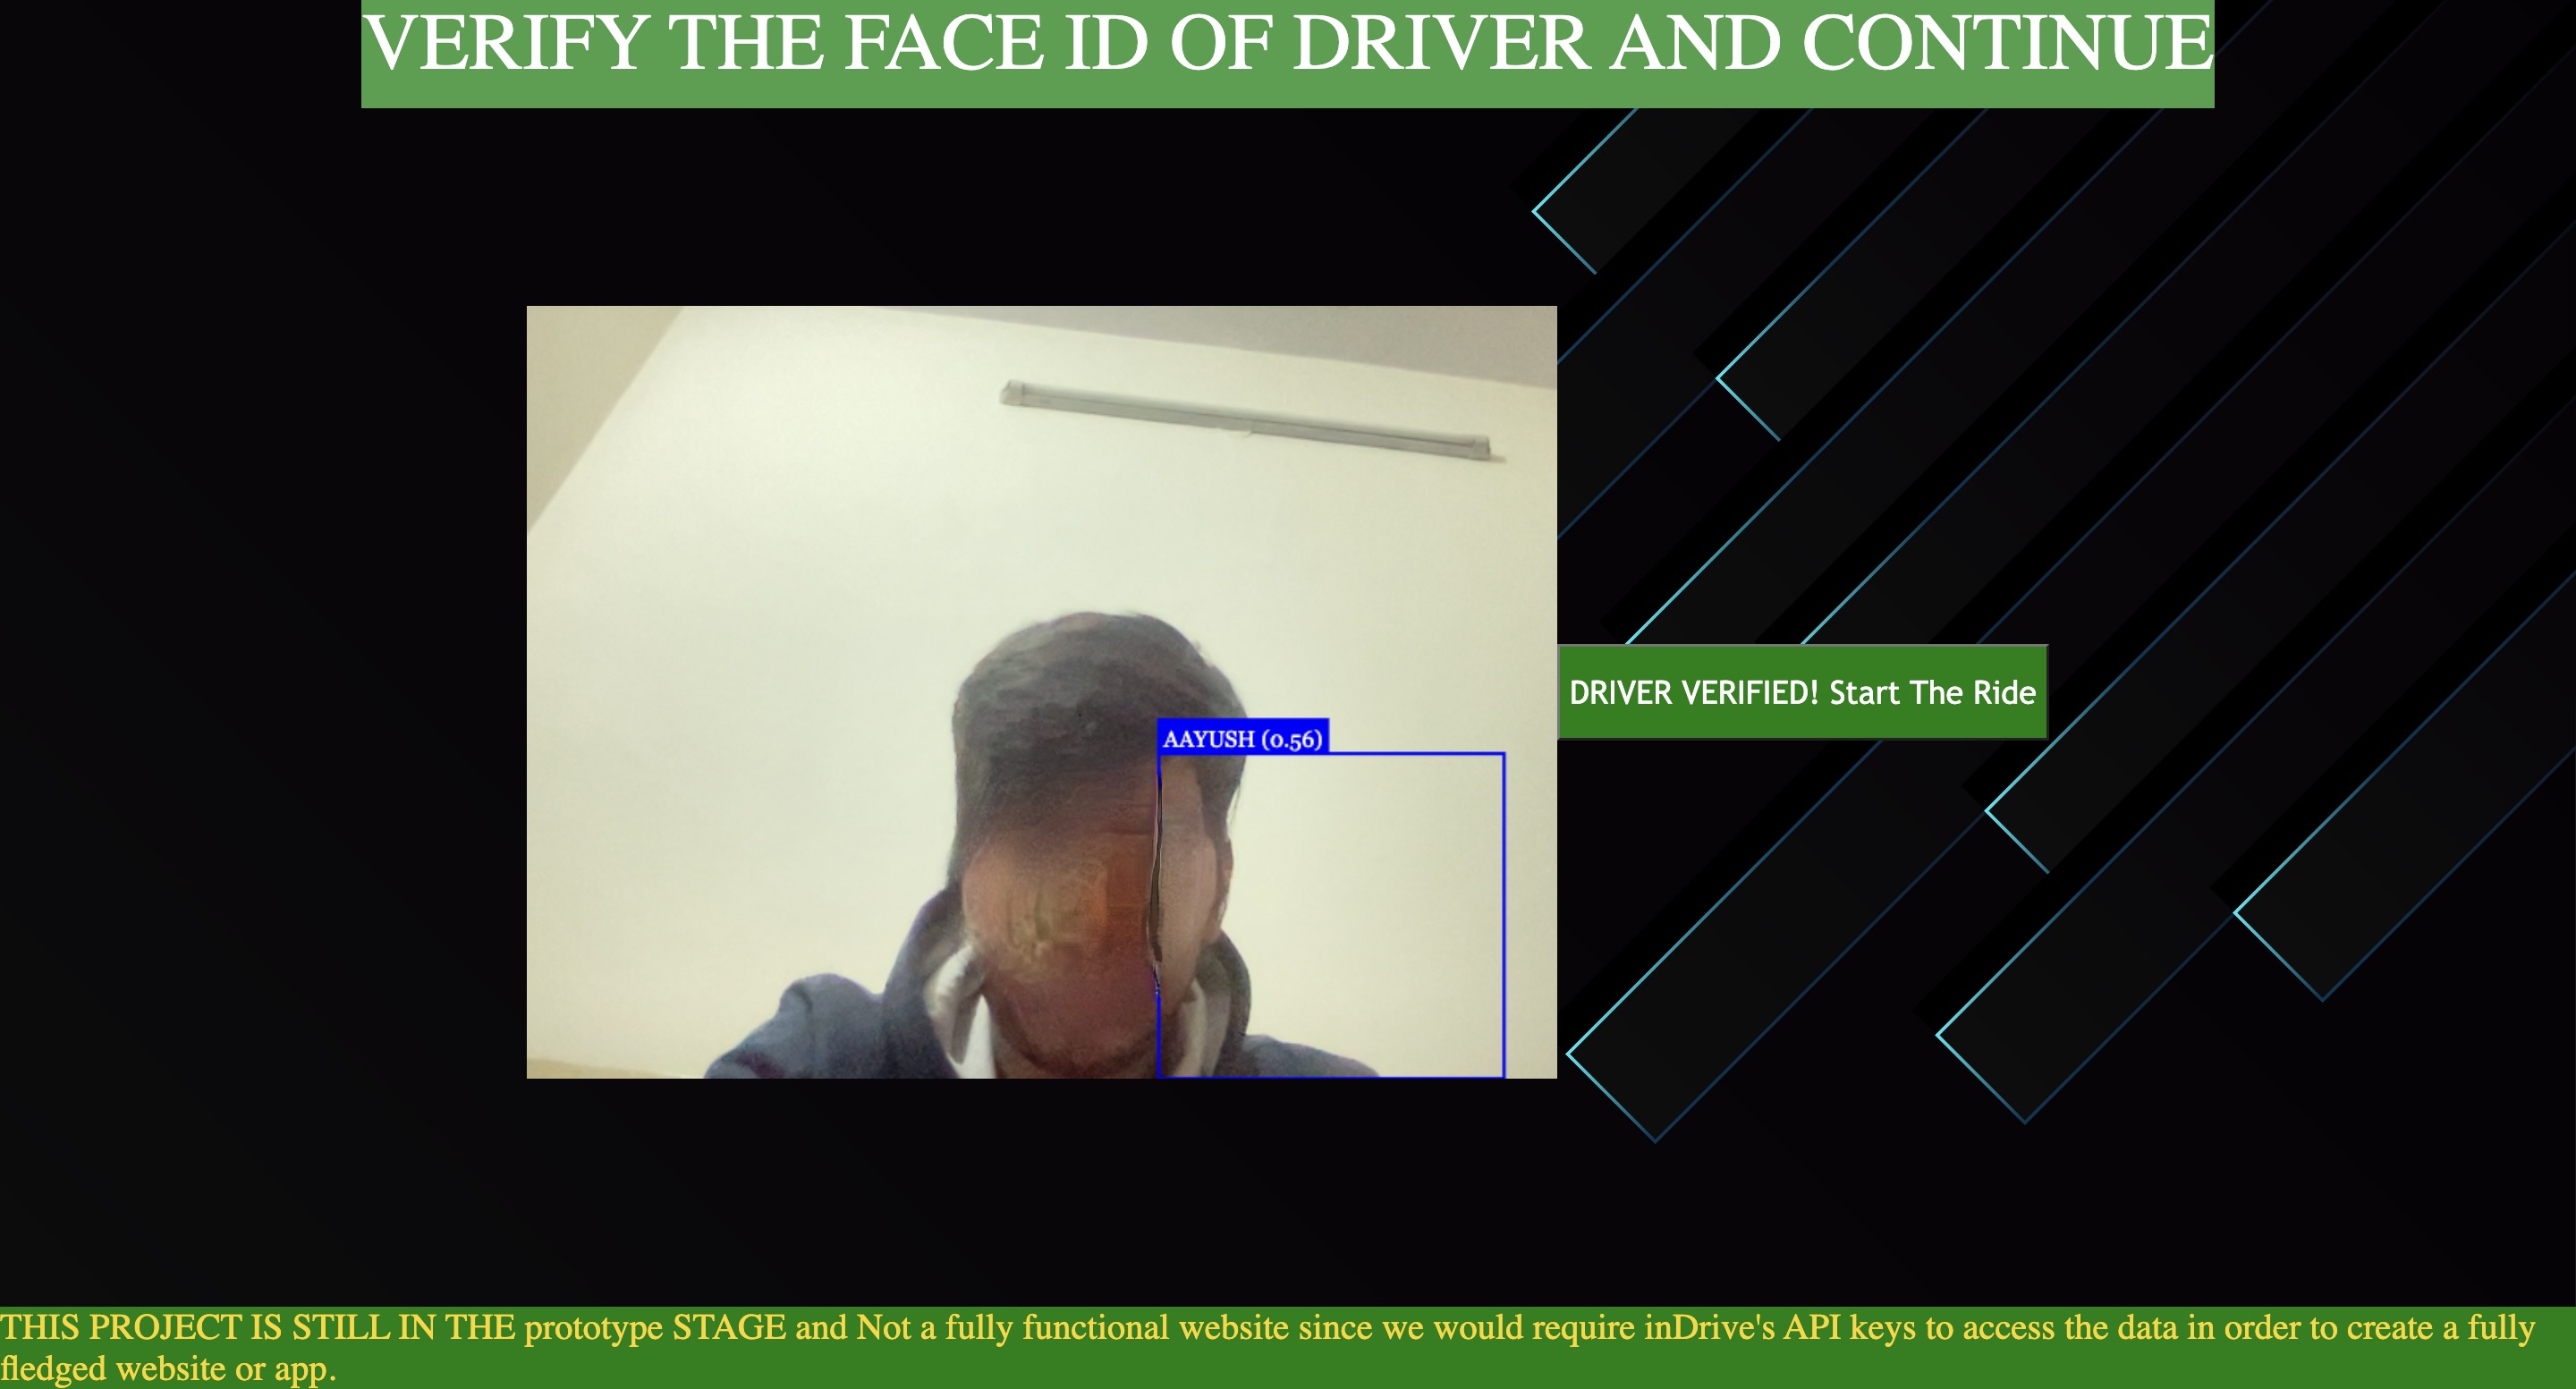 VERIFY THE FACE ID OF DRIVER AND CONTINUE
AAYUSH (0.56)
DRIVER VERIFIED! Start The Ride
THIS PROJECT IS STILL IN THE prototype STAGE and Not a fully functional website since we would require inDrive's API keys to access the data in order to create a fully
fledged website or app.